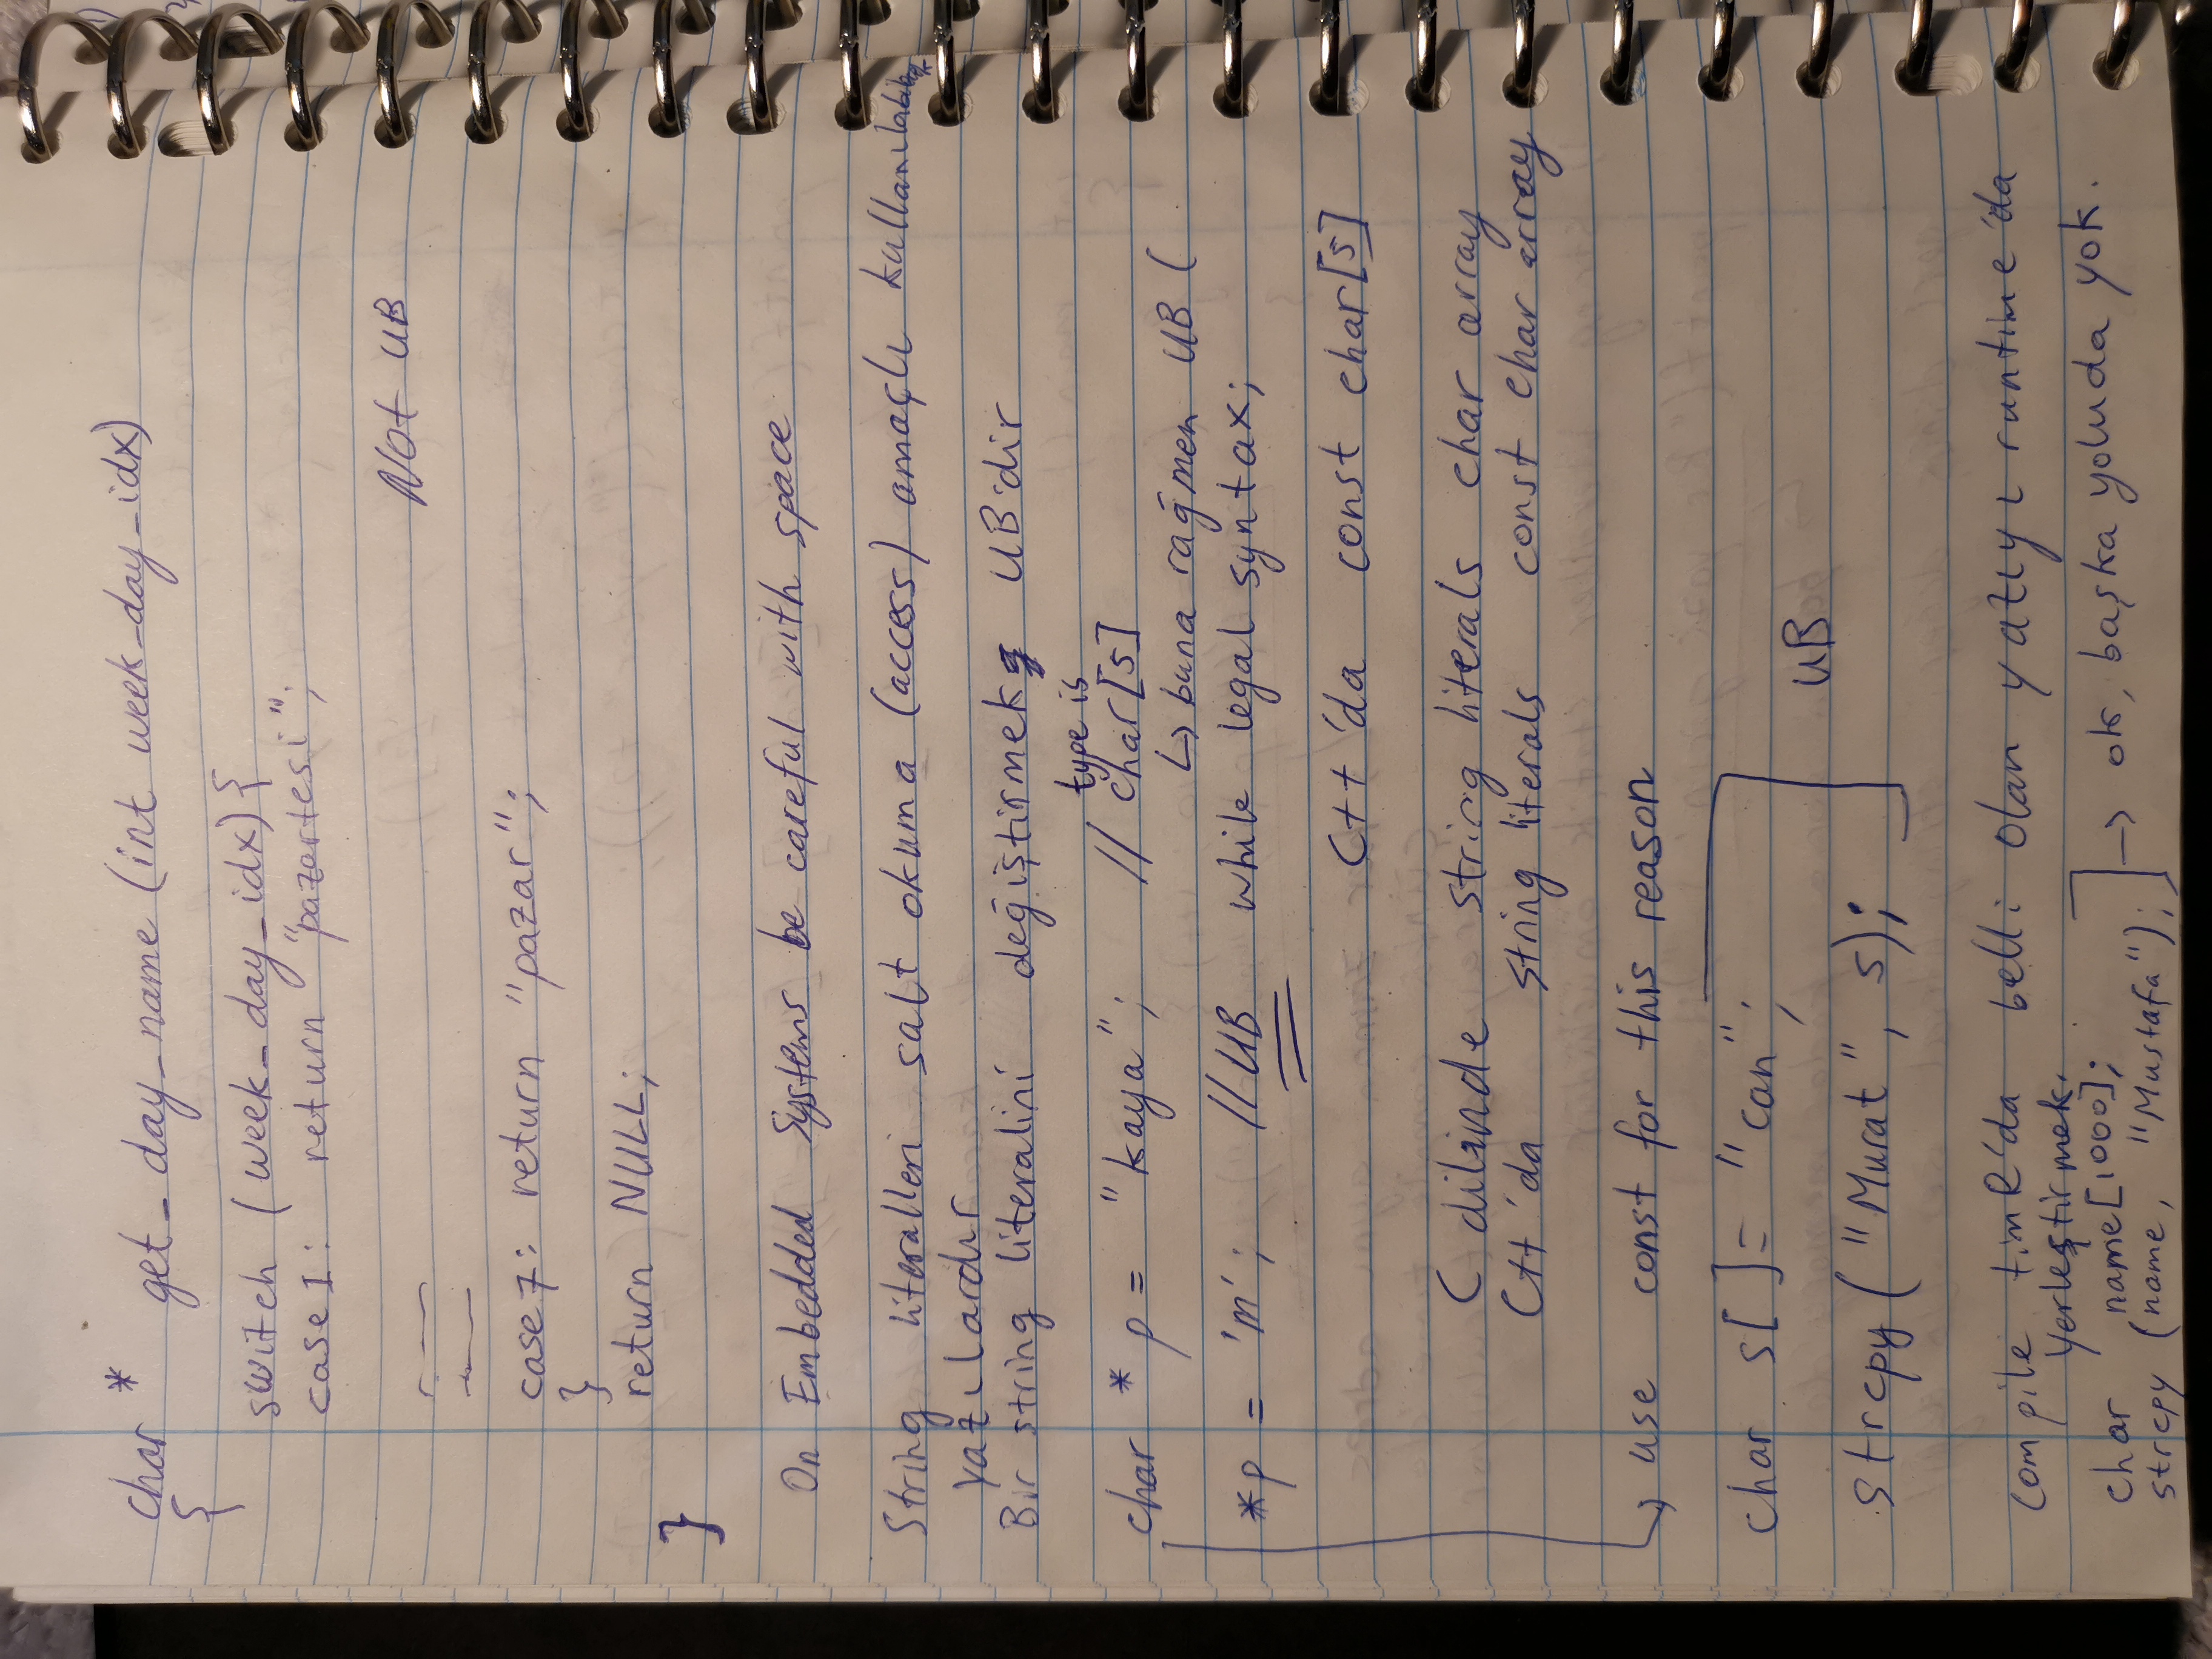 char * get_day_name (int week_day_idx)
{
switch (week_day_idx) {
case 1: return "pazartesi";
Not UB
case 7: return "pazar";
}
return NULL;
}
On Embedded Systems be careful with space
String literalleri salt okuma (access) amaçlı kullanılabilecek
yazılardır
Bir string literalini değiştirmek UB'dir
type is
char * p = "kaya"; // char[5]
↳ buna rağmen UB (
*p = 'm'; // UB while legal syntax;
C++'da const char[5]
C dilinde string literals char array
C++'da string literals const char array
↳ use const for this reason
char s[ ] = "can";
UB
strcpy ("Murat", s);
compile time'da belli olan yazıyı runtime'da
yerleştirmek.
char name[1000];
→ ok, başka yoluda yok.
strcpy (name, "Mustafa");